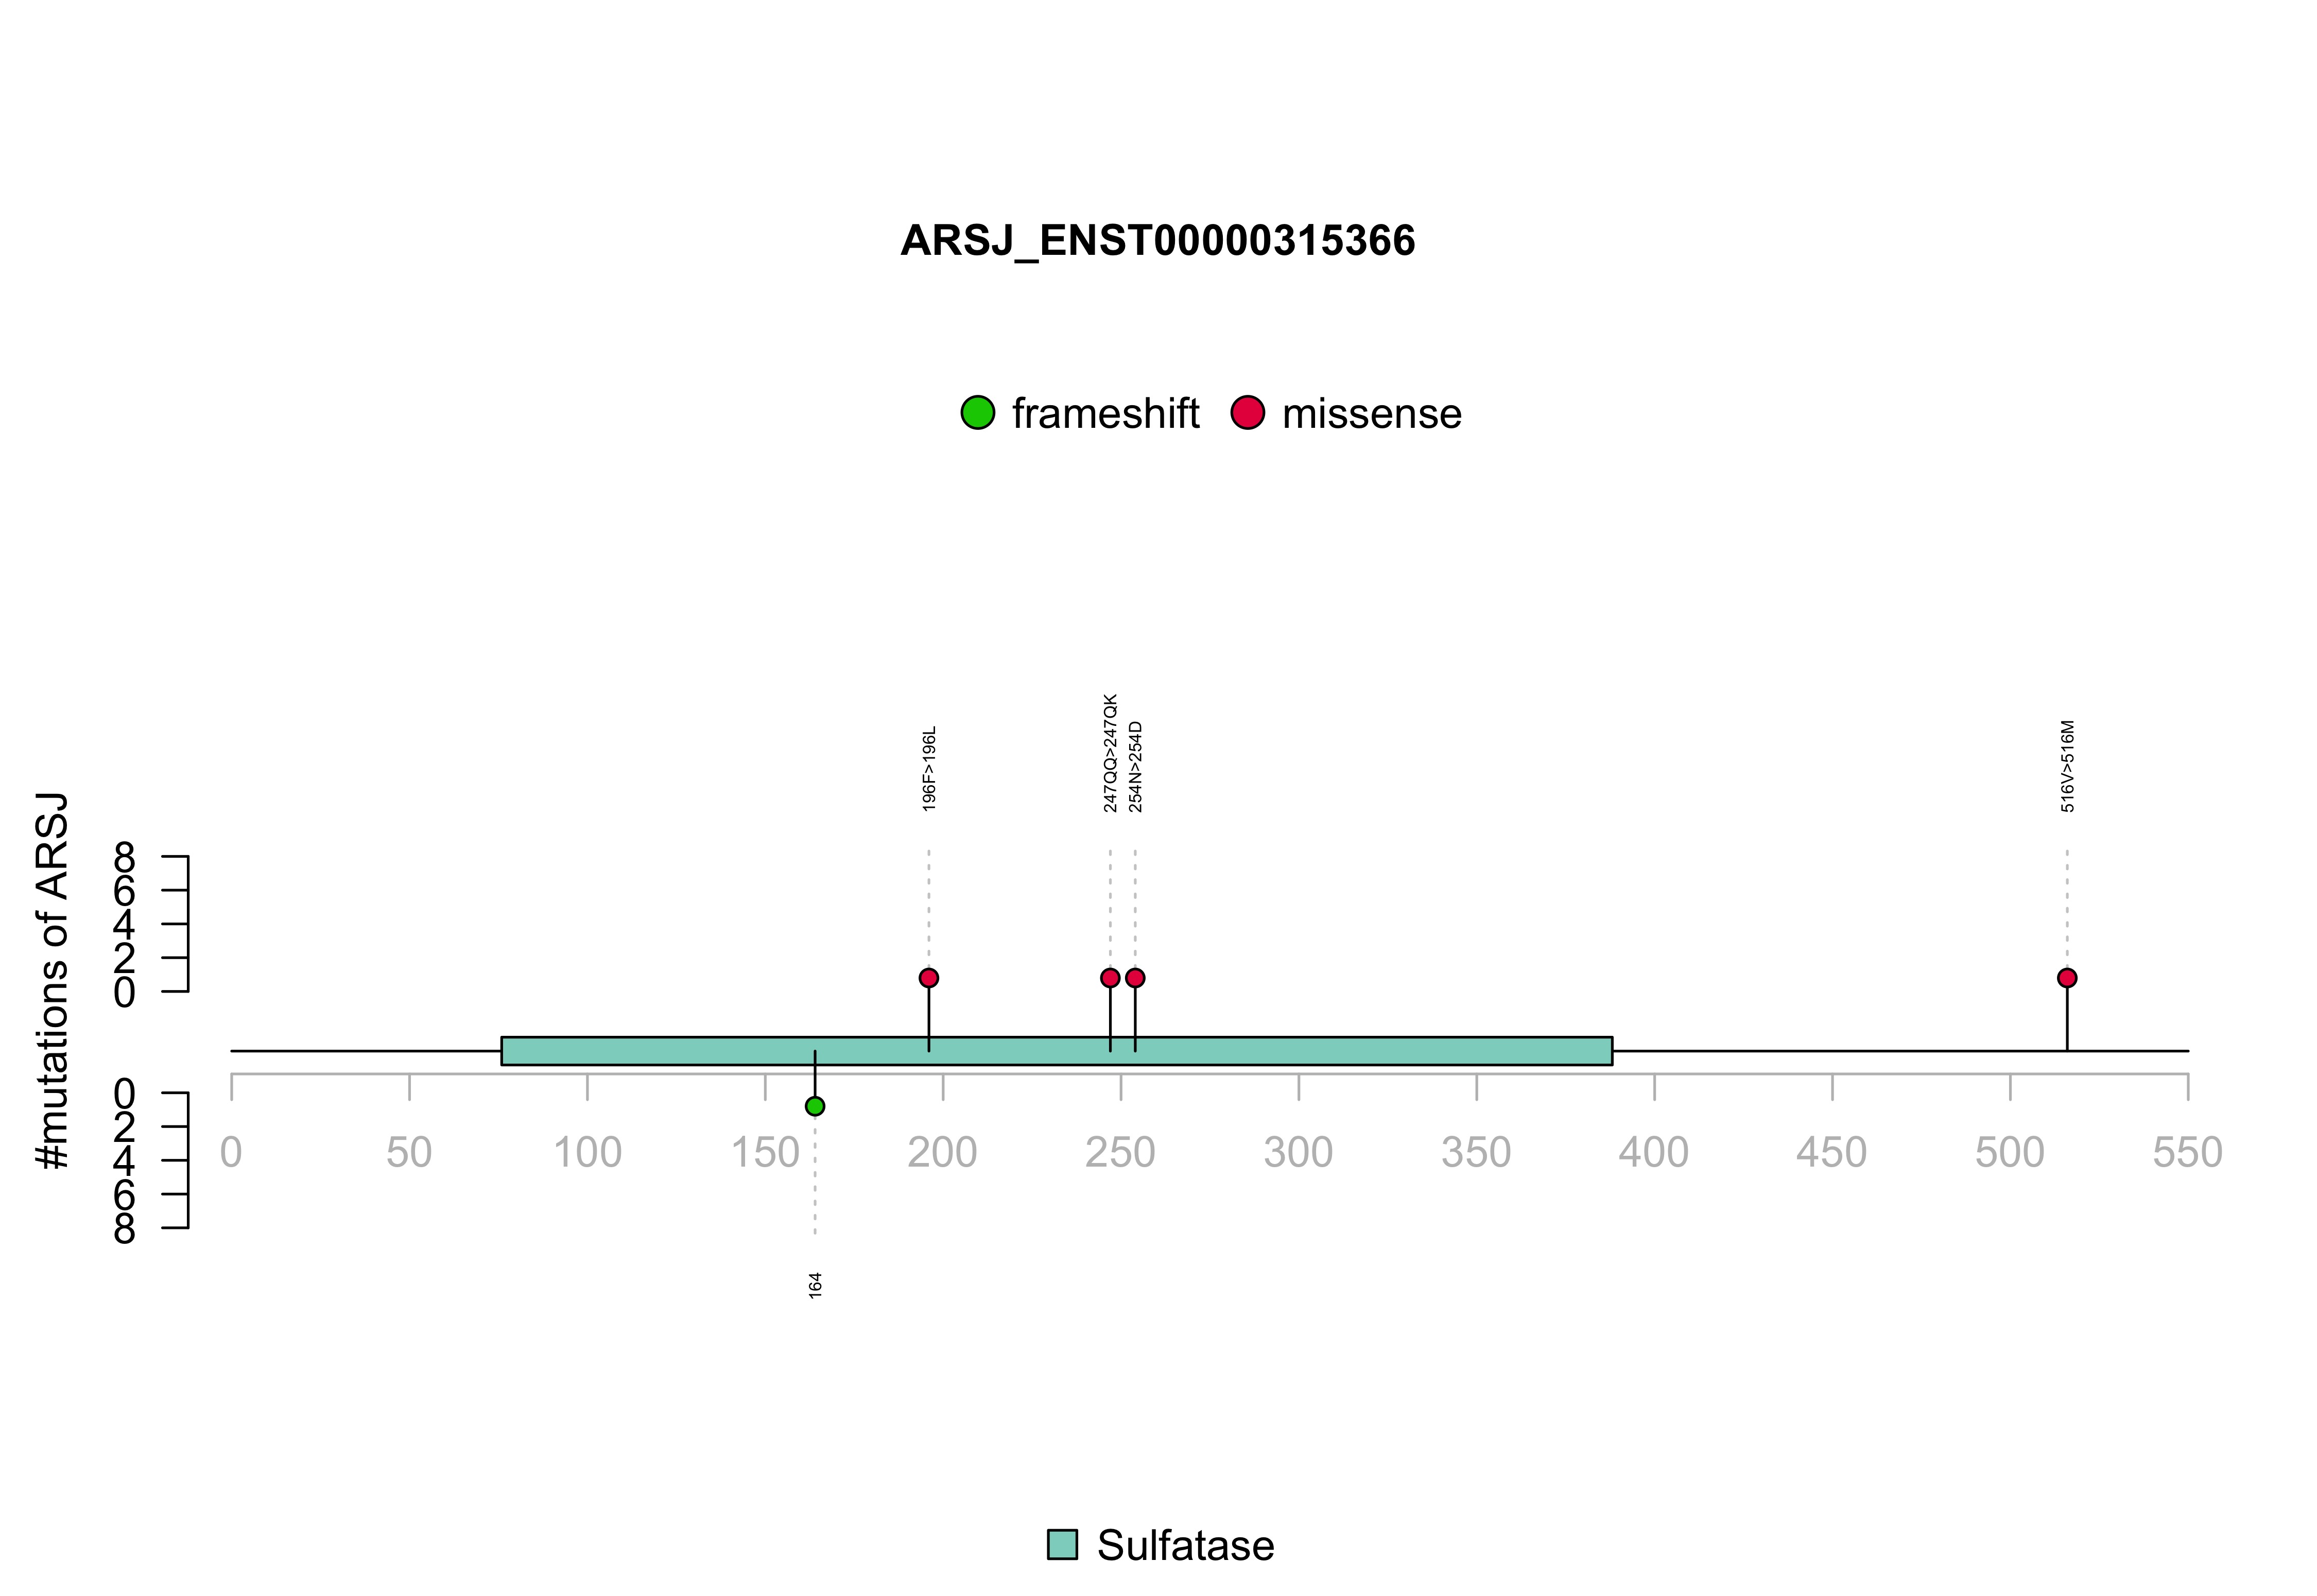 ARSJ_ENST00000315366
frameshift missense
196F>196L
247QQ>247QK
254N>254D
516V>516M
#mutations of ARSJ
8
6
4
2
0
0
2
4
6
8
0 50 100 150 200 250 300 350 400 450 500 550
164
Sulfatase